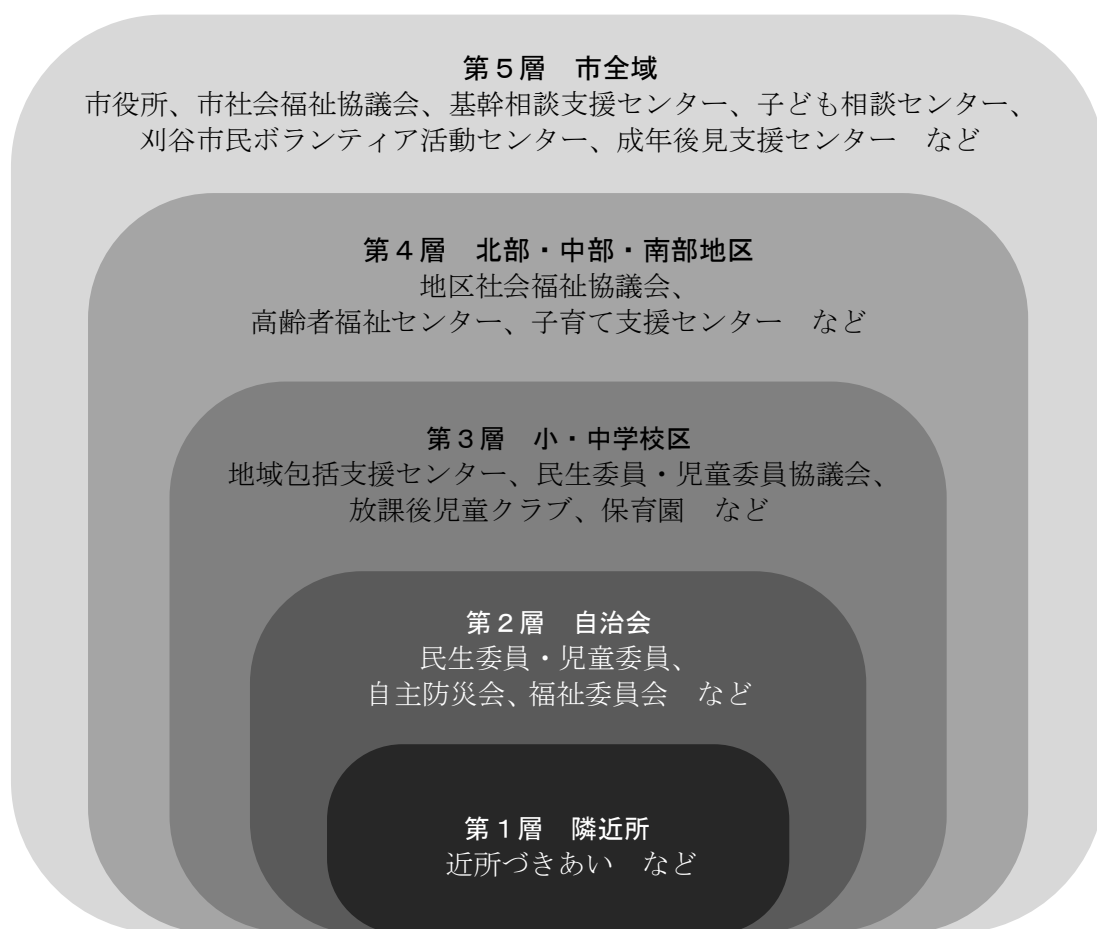 第5層　市全域
市役所、市社会福祉協議会、基幹相談支援センター、子ども相談センター、
刈谷市民ボランティア活動センター、成年後見支援センター　など
第4層　北部・中部・南部地区
地区社会福祉協議会、
高齢者福祉センター、子育て支援センター　など
第3層　小・中学校区
地域包括支援センター、民生委員・児童委員協議会、
放課後児童クラブ、保育園　など
第2層　自治会
民生委員・児童委員、
自主防災会、福祉委員会　など
第1層　隣近所
近所づきあい　など